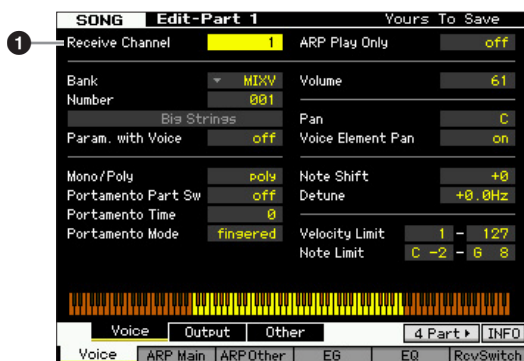 SONG Edit-Part 1 Yours To Save
1 Receive Channel 1 ARP Play Only off
Bank MIXV Volume 61
Number 001
Big Strings Pan C
Param. with Voice off Voice Element Pan on
Mono/Poly poly Note Shift +0
Portamento Part Sw off Detune +0.0Hz
Portamento Time 0
Portamento Mode fingered Velocity Limit 1 - 127
Note Limit C -2 - G 8
Voice Output Other 4 Part INFO
Voice ARP Main ARP Other EG EQ RcvSwitch